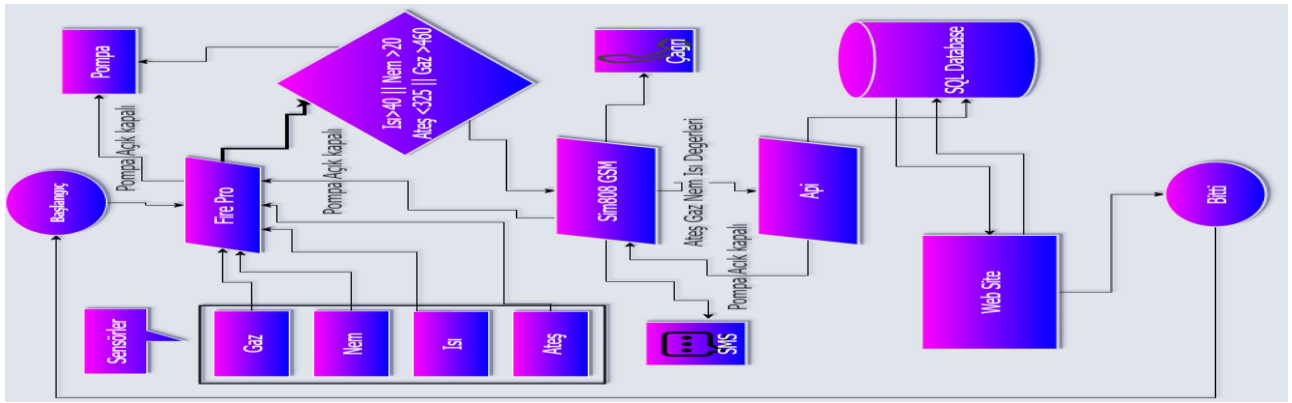 Başlangıç
Pompa
Pompa Açık kapalı
Fire Pro
Sensörler
Gaz
Nem
Isı
Ateş
Isı>40 || Nem >20
Ateş <325 || Gaz >460
Pompa Açık kapalı
Çagrı
Sim808 GSM
SMS
Ateş Gaz Nem Isı Degerleri
Pompa Acık kapalı
Api
SQL Database
Web Site
Bitti